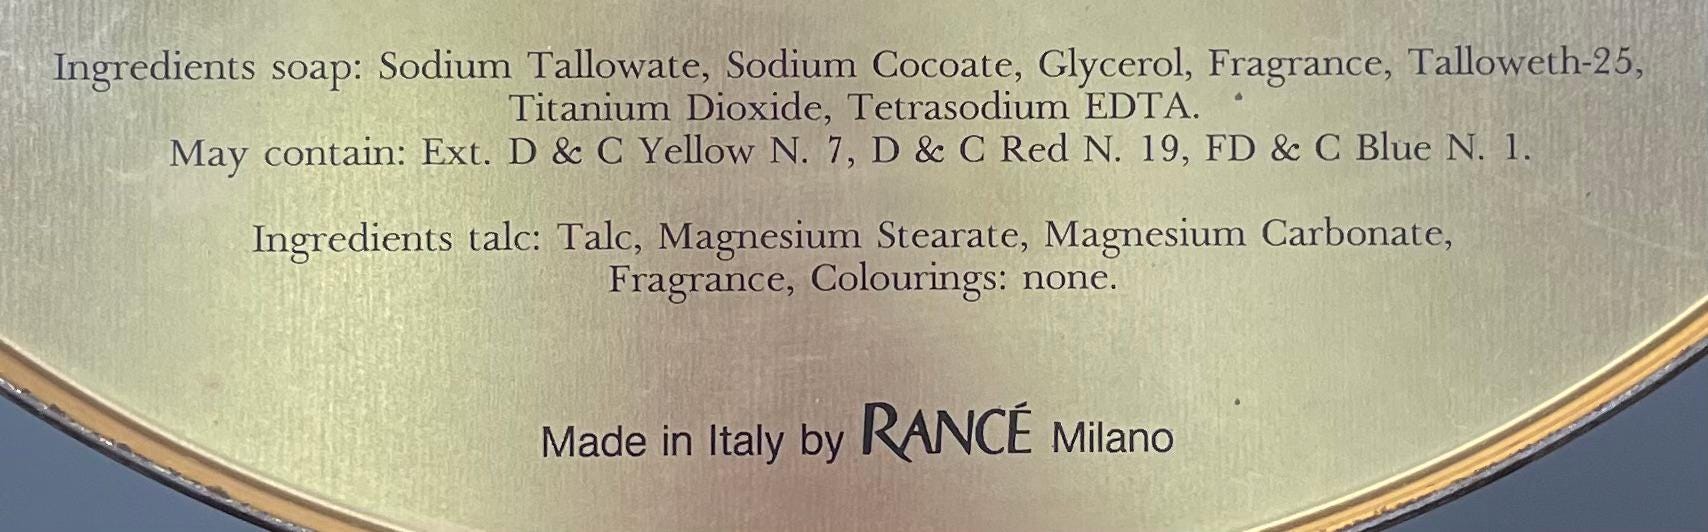 Ingredients soap: Sodium Tallowate, Sodium Cocoate, Glycerol, Fragrance, Talloweth-25,
Titanium Dioxide, Tetrasodium EDTA.
May contain: Ext. D & C Yellow N. 7, D & C Red N. 19, FD & C Blue N. 1.
Ingredients talc: Talc, Magnesium Stearate, Magnesium Carbonate,
Fragrance, Colourings: none.
Made in Italy by RANCÉ Milano